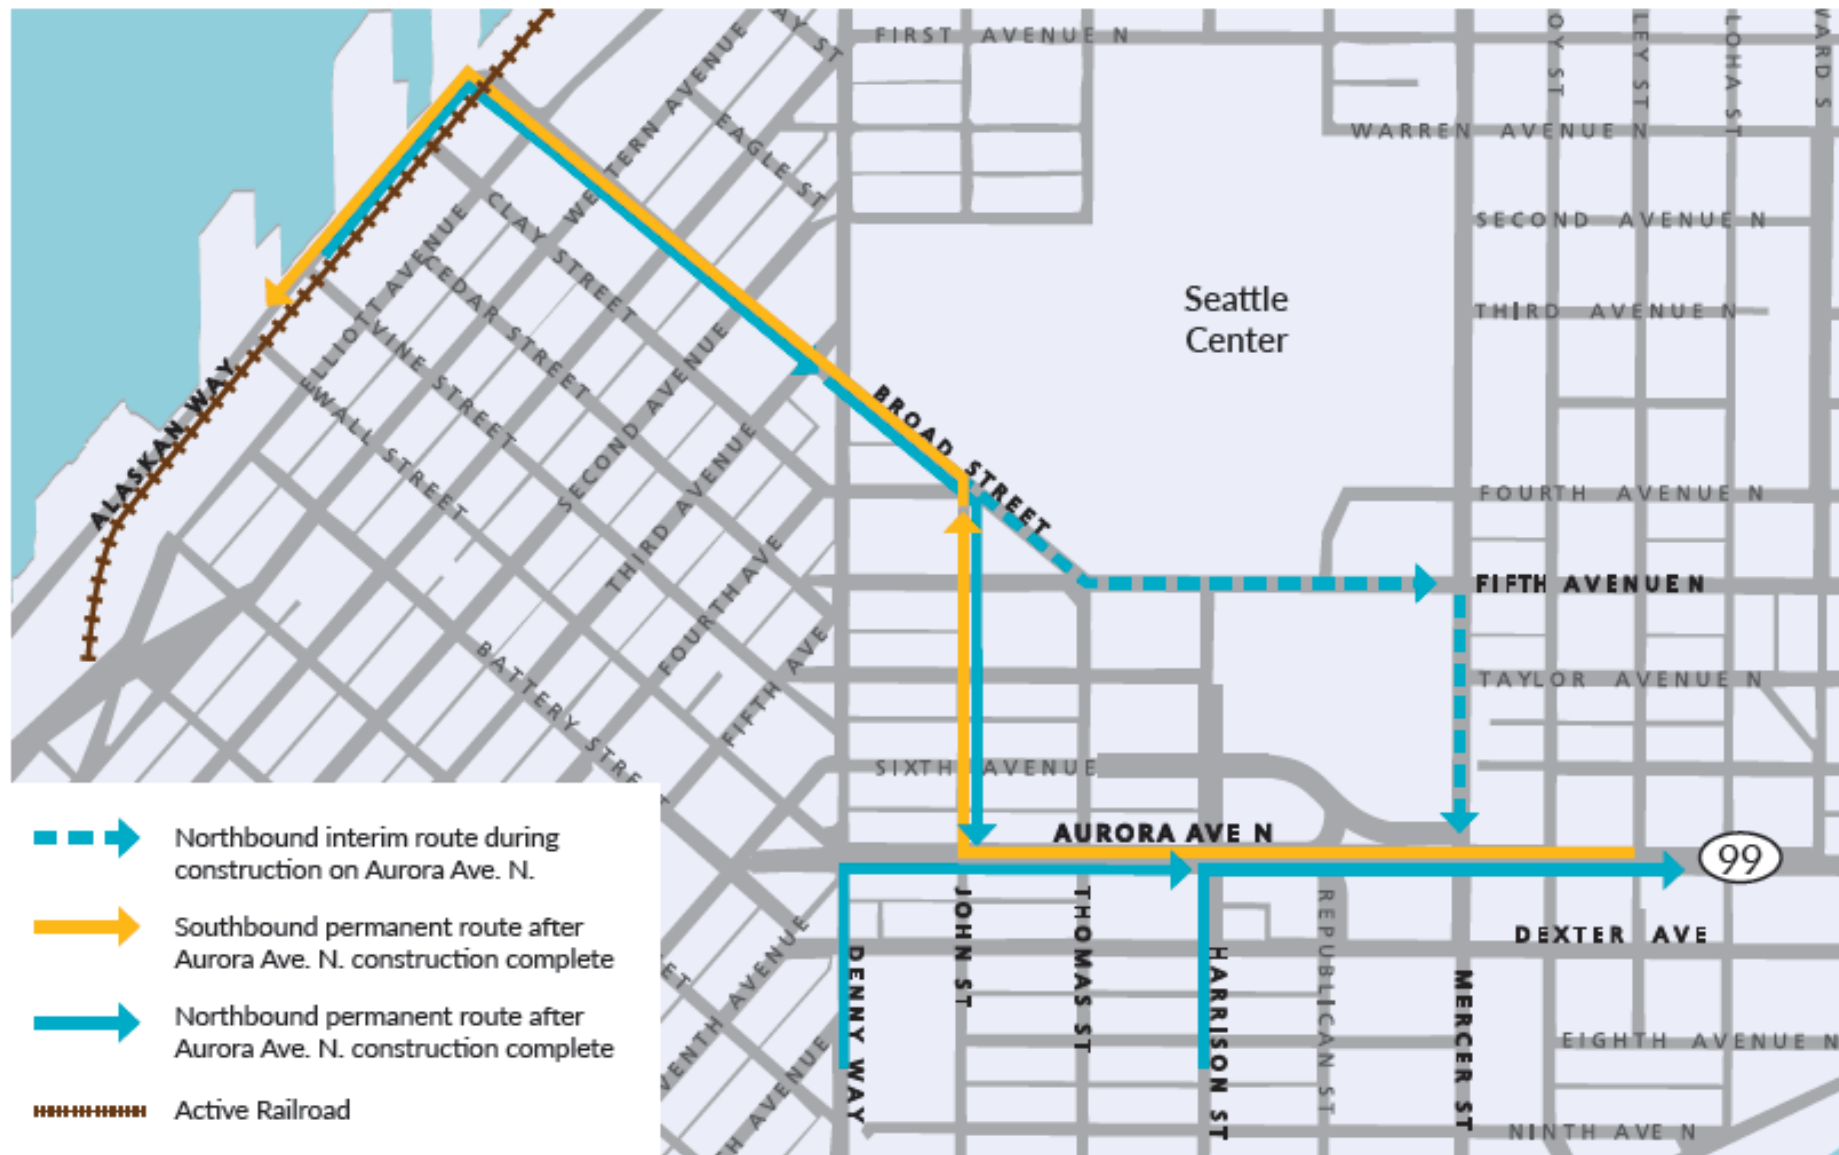 FIRST AVENUE N
WARREN AVENUE N
SECOND AVENUE N
THIRD AVENUE N
FOURTH AVENUE N
FIFTH AVENUE N
TAYLOR AVENUE N
SIXTH AVENUE
AURORA AVE N
99
DEXTER AVE
EIGHTH AVENUE N
NINTH AVE N
Seattle
Center
EAGLE ST
BROAD STREET
CLAY STREET
CEDAR STREET
VINE STREET
WALL STREET
BATTERY STRE
ALASKAN WAY
ELLIOTT AVENUE
SECOND AVENUE
THIRD AVENUE
FOURTH AVE
FIFTH AVE
DENNY WAY
JOHN ST
THOMAS ST
HARRISON ST
REPUBLICAN ST
MERCER ST
Northbound interim route during
construction on Aurora Ave. N.
Southbound permanent route after
Aurora Ave. N. construction complete
Northbound permanent route after
Aurora Ave. N. construction complete
Active Railroad